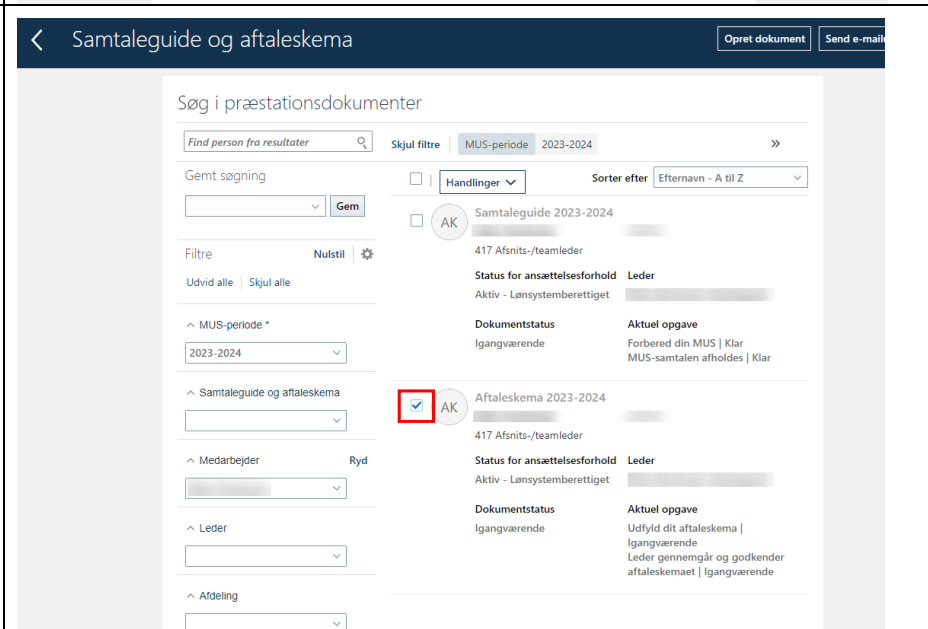 Samtaleguide og aftaleskema
Opret dokument
Send e-mail
Søg i præstationsdokumenter
Find person fra resultater
Skjul filtre
MUS-periode 2023-2024
»
Gemt søgning
Gem
Handlinger
Sorter efter
Efternavn - A til Z
Filtre
Nulstil
Udvid alle
Skjul alle
MUS-periode *
2023-2024
Samtaleguide og aftaleskema
Medarbejder
Ryd
Leder
Afdeling
AK
Samtaleguide 2023-2024
417 Afsnits-/teamleder
Status for ansættelsesforhold
Leder
Aktiv - Lønsystemberettiget
Dokumentstatus
Aktuel opgave
Igangværende
Forbered din MUS | Klar
MUS-samtalen afholdes | Klar
AK
Aftaleskema 2023-2024
417 Afsnits-/teamleder
Status for ansættelsesforhold
Leder
Aktiv - Lønsystemberettiget
Dokumentstatus
Aktuel opgave
Igangværende
Udfyld dit aftaleskema |
Igangværende
Leder gennemgår og godkender
aftaleskemaet | Igangværende